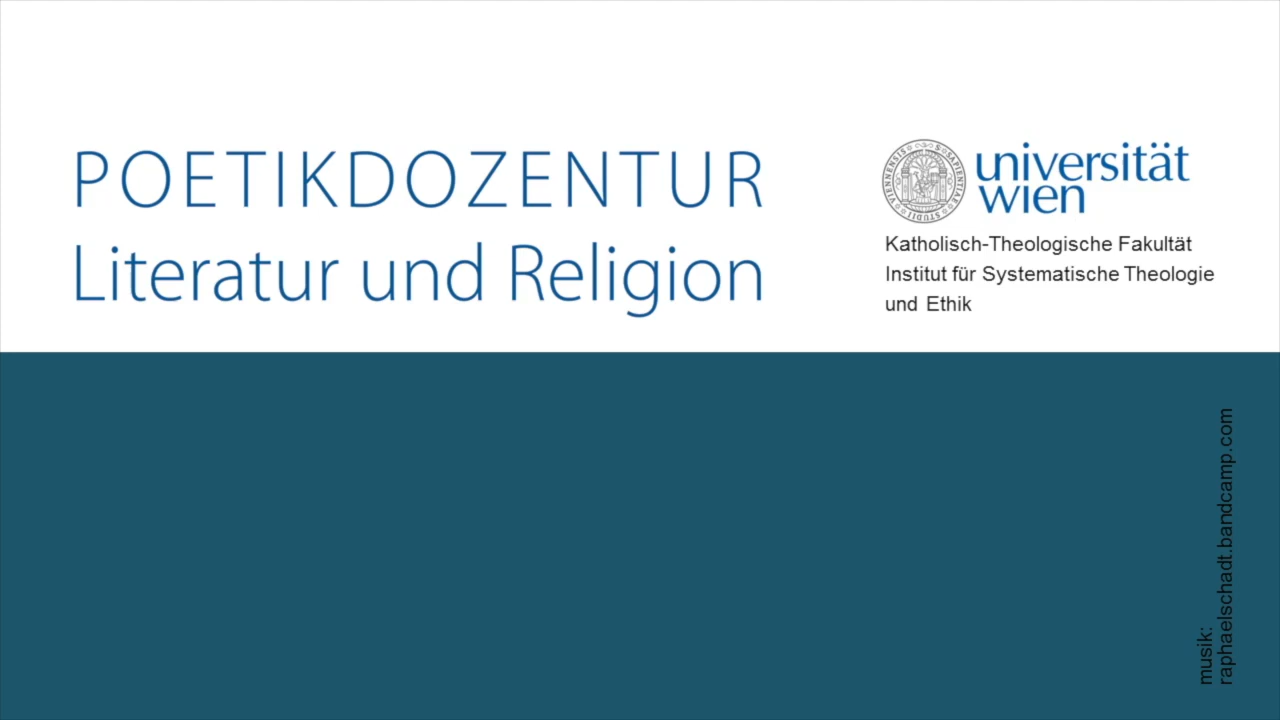 POETIKDOZENTUR
Literatur und Religion
universität
wien
Katholisch-Theologische Fakultät
Institut für Systematische Theologie
und Ethik
musik:
raphaelschadt.bandcamp.com